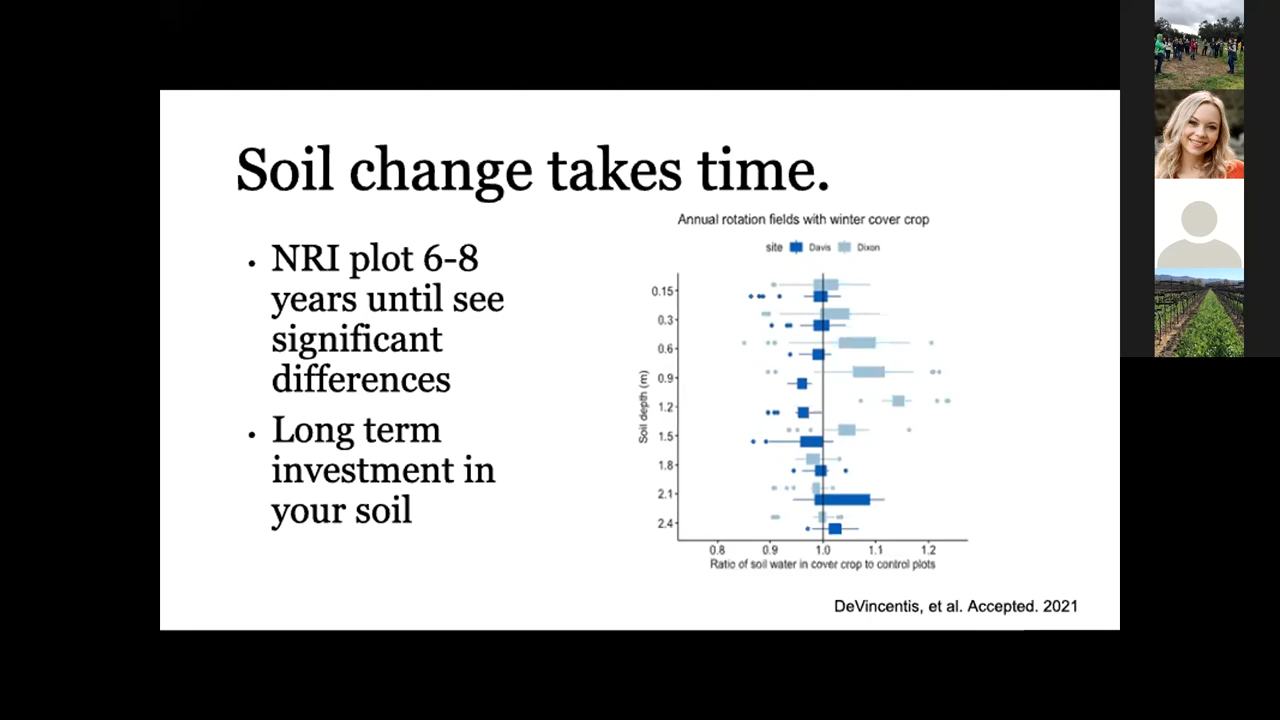 Soil change takes time.
• NRI plot 6-8
years until see
significant
differences
• Long term
investment in
your soil
Annual rotation fields with winter cover crop
site Davis Dixon
Soil depth (m)
0.15
0.3
0.6
0.9
1.2
1.5
1.8
2.1
2.4
0.8 0.9 1.0 1.1 1.2
Ratio of soil water in cover crop to control plots
DeVincentis, et al. Accepted. 2021